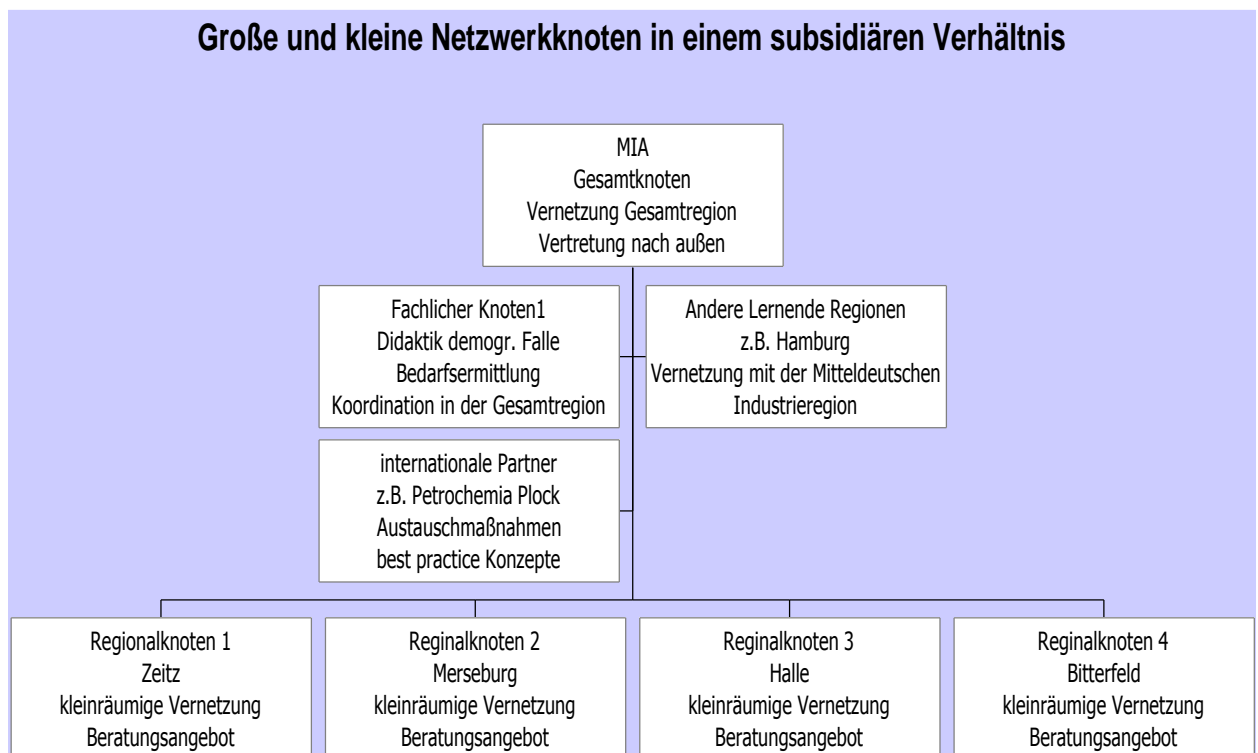 Große und kleine Netzwerkknoten in einem subsidiären Verhältnis
MIA
Gesamtknoten
Vernetzung Gesamtregion
Vertretung nach außen
Fachlicher Knoten1
Didaktik demogr. Falle
Bedarfsermittlung
Koordination in der Gesamtregion
Andere Lernende Regionen
z.B. Hamburg
Vernetzung mit der Mitteldeutschen
Industrieregion
internationale Partner
z.B. Petrochemia Plock
Austauschmaßnahmen
best practice Konzepte
Regionalknoten 1
Zeitz
kleinräumige Vernetzung
Beratungsangebot
Reginalknoten 2
Merseburg
kleinräumige Vernetzung
Beratungsangebot
Reginalknoten 3
Halle
kleinräumige Vernetzung
Beratungsangebot
Reginalknoten 4
Bitterfeld
kleinräumige Vernetzung
Beratungsangebot